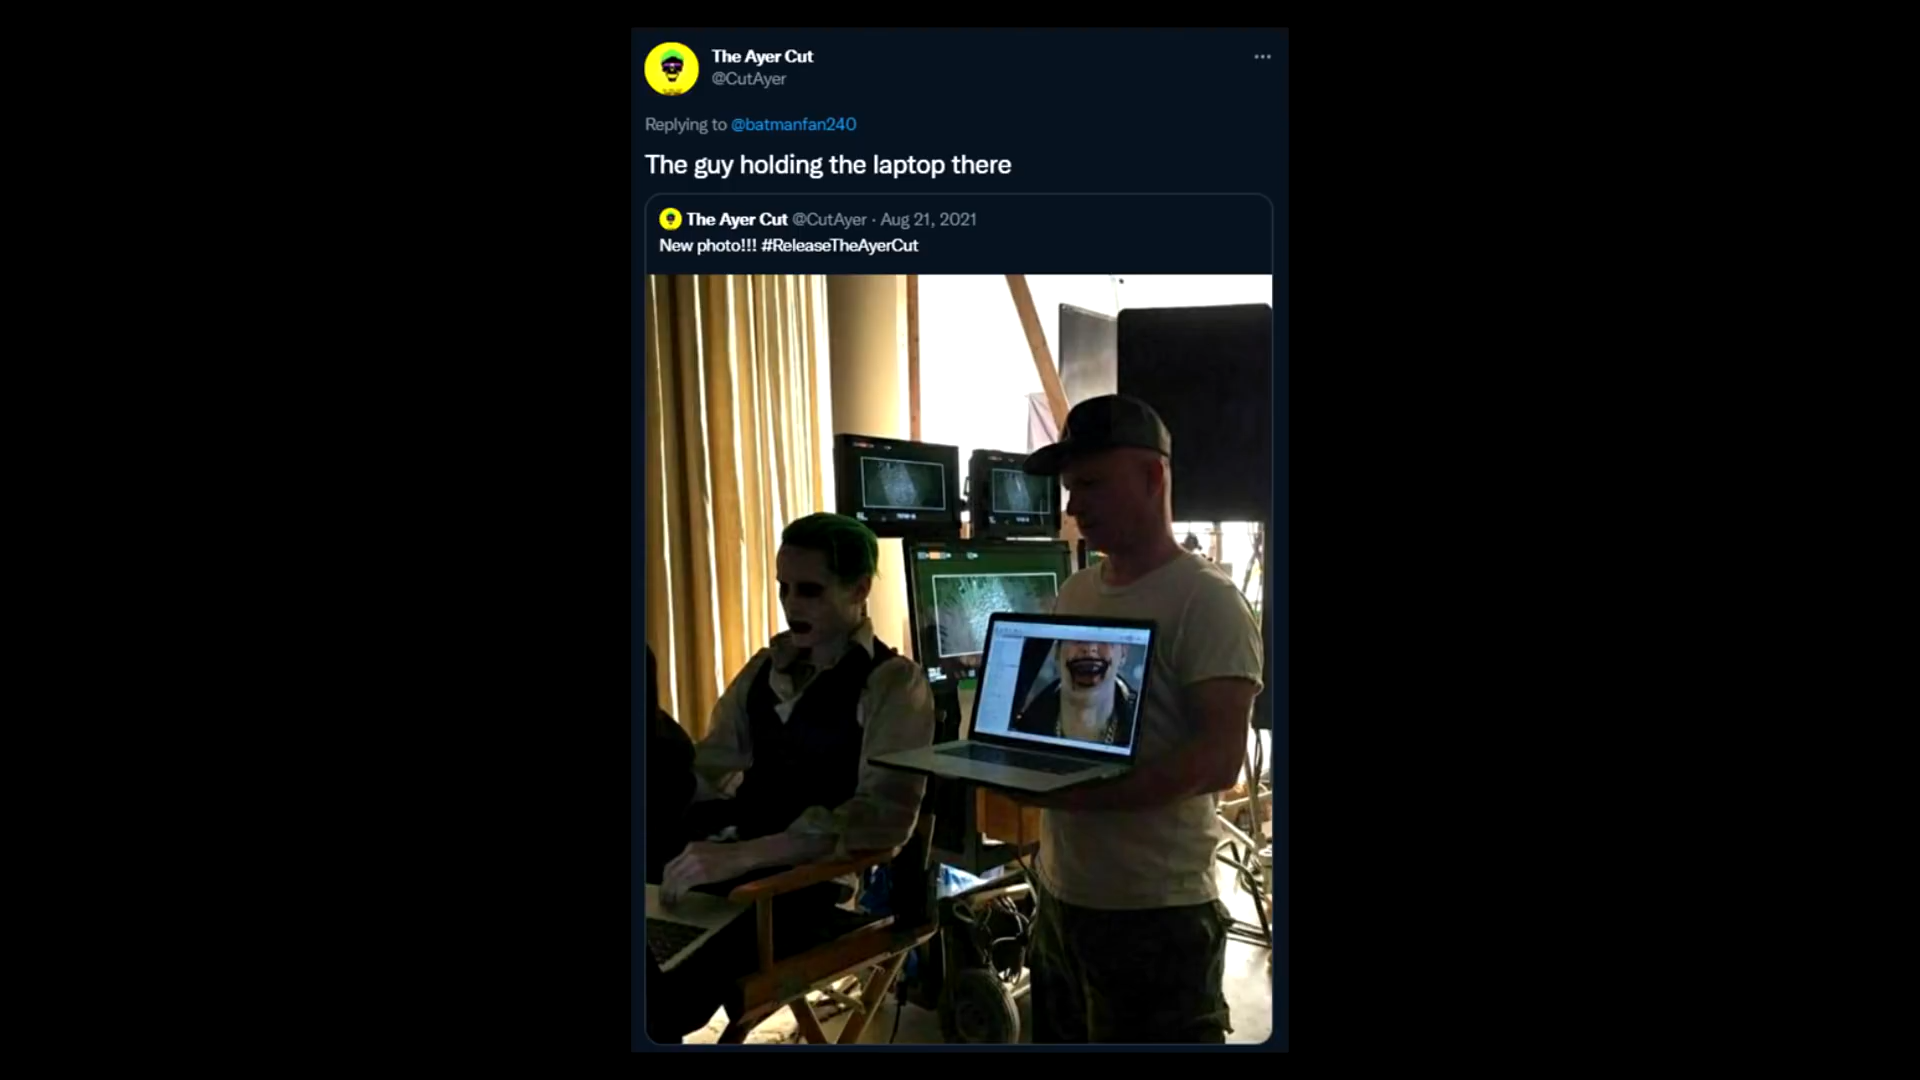 The Ayer Cut
@CutAyer
Replying to @batmanfan240
The guy holding the laptop there
The Ayer Cut @CutAyer · Aug 21, 2021
New photo!!! #ReleaseTheAyerCut